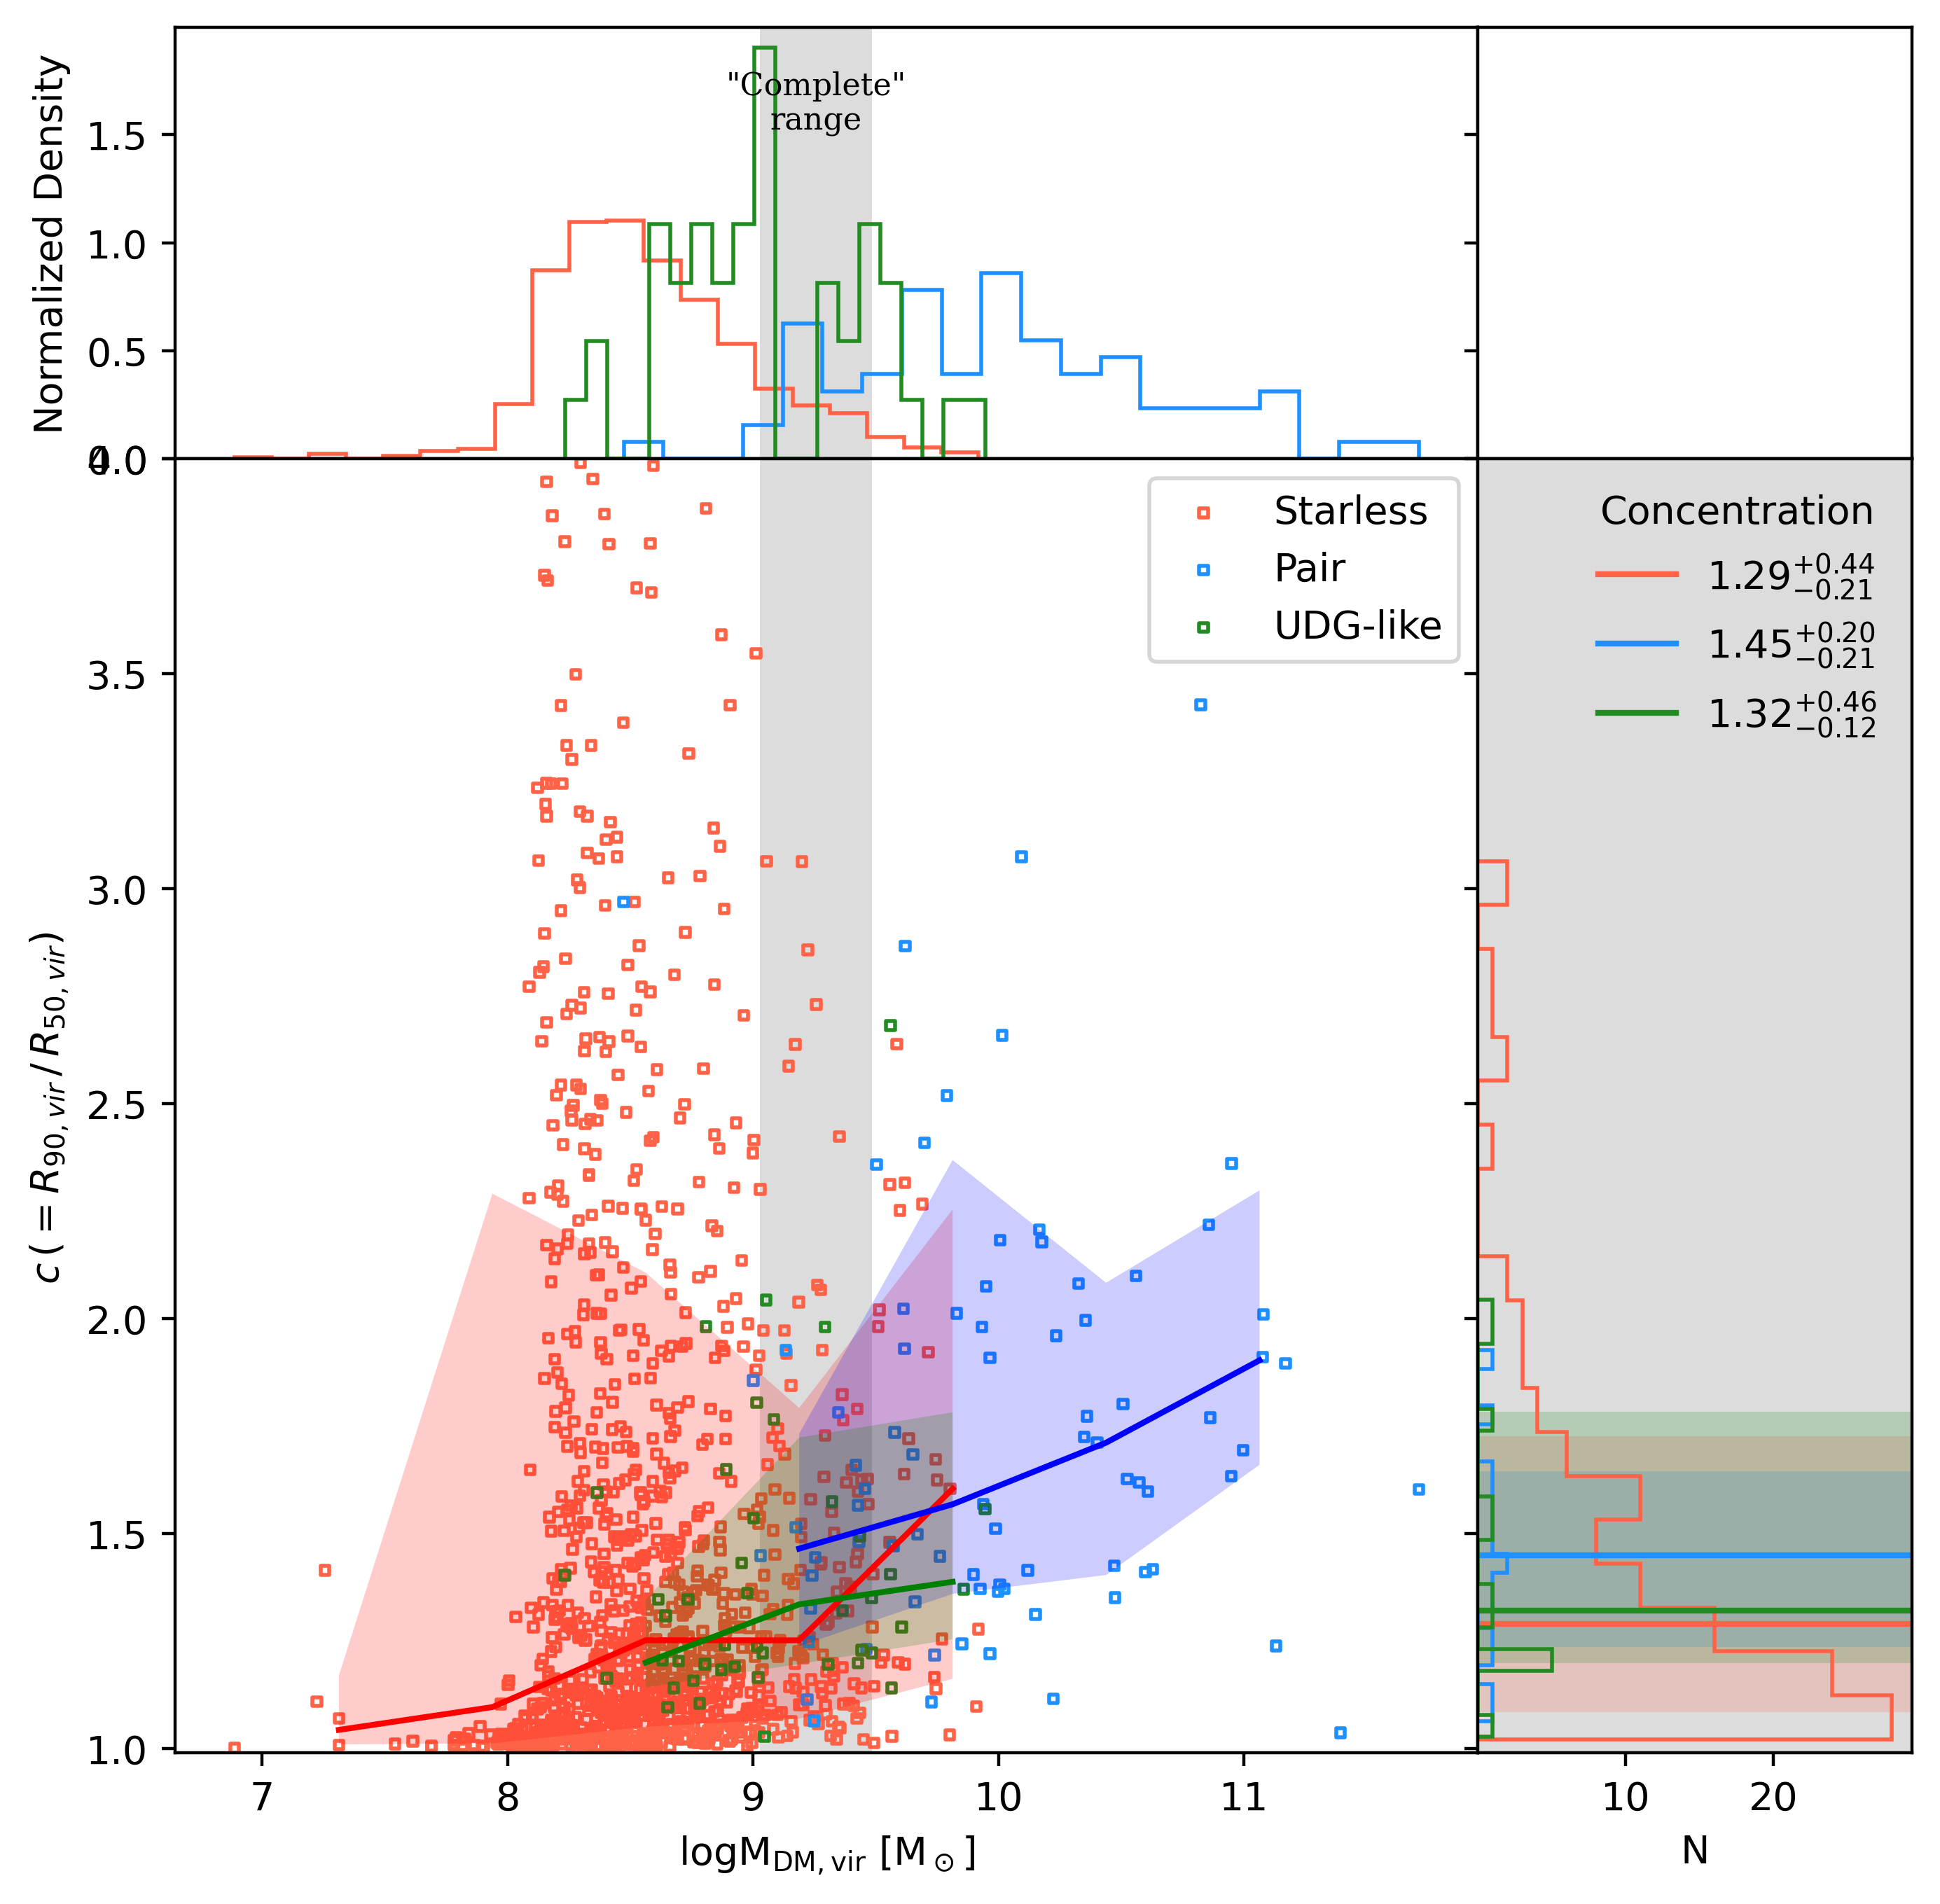 Normalized Density
1.5
1.0
0.5
0.0
"Complete"
range
4.0
3.5
3.0
2.5
2.0
1.5
1.0
c ( = R90, vir / R50, vir)
Starless
Pair
UDG-like
Concentration
1.29 +0.44 −0.21
1.45 +0.20 −0.21
1.32 +0.46 −0.12
7 8 9 10 11
10 20
logMDM, vir [M⊙]
N